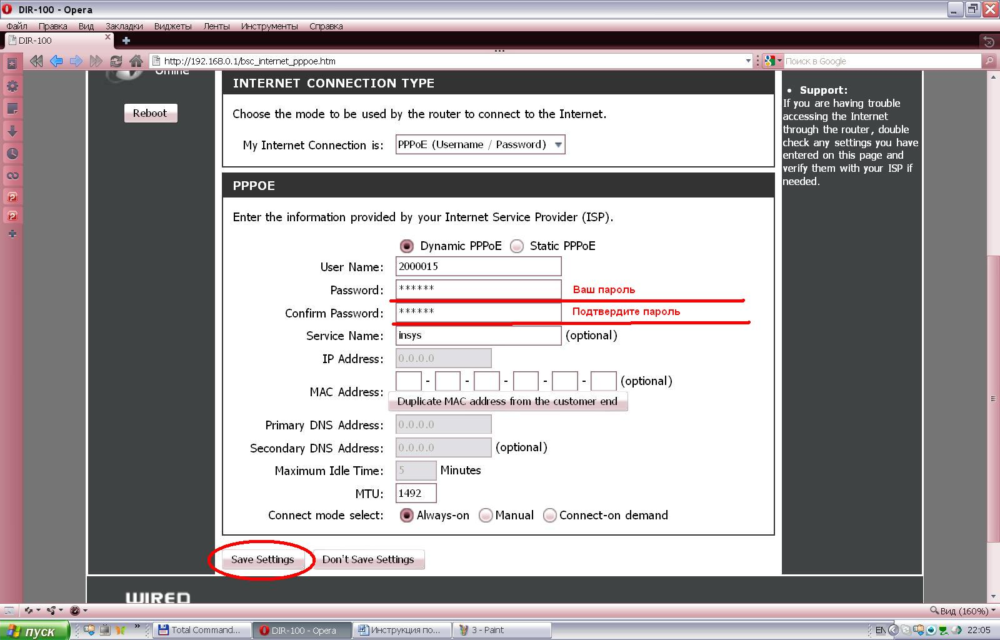 DIR-100 - Opera
Файл Правка Вид Закладки Виджеты Ленты Инструменты Справка
DIR-100
http://192.168.0.1/bsc_internet_pppoe.htm
Поиск в Google
Offline
Reboot
INTERNET CONNECTION TYPE
Choose the mode to be used by the router to connect to the Internet.
My Internet Connection is: PPPoE (Username / Password)
PPPOE
Enter the information provided by your Internet Service Provider (ISP).
Dynamic PPPoE Static PPPoE
User Name: 2000015
Password: ****** Ваш пароль
Confirm Password: ****** Подтвердите пароль
Service Name: insys (optional)
IP Address: 0.0.0.0
MAC Address: - - - - - (optional)
Duplicate MAC address from the customer end
Primary DNS Address: 0.0.0.0
Secondary DNS Address: 0.0.0.0 (optional)
Maximum Idle Time: 5 Minutes
MTU: 1492
Connect mode select: Always-on Manual Connect-on demand
Save Settings Don't Save Settings
• Support:
If you are having trouble
accessing the Internet
through the router, double
check any settings you have
entered on this page and
verify them with your ISP if
needed.
WIRED
Вид (160%)
пуск
Total Command...
DIR-100 - Opera
Инструкция по...
3 - Paint
EN
22:05